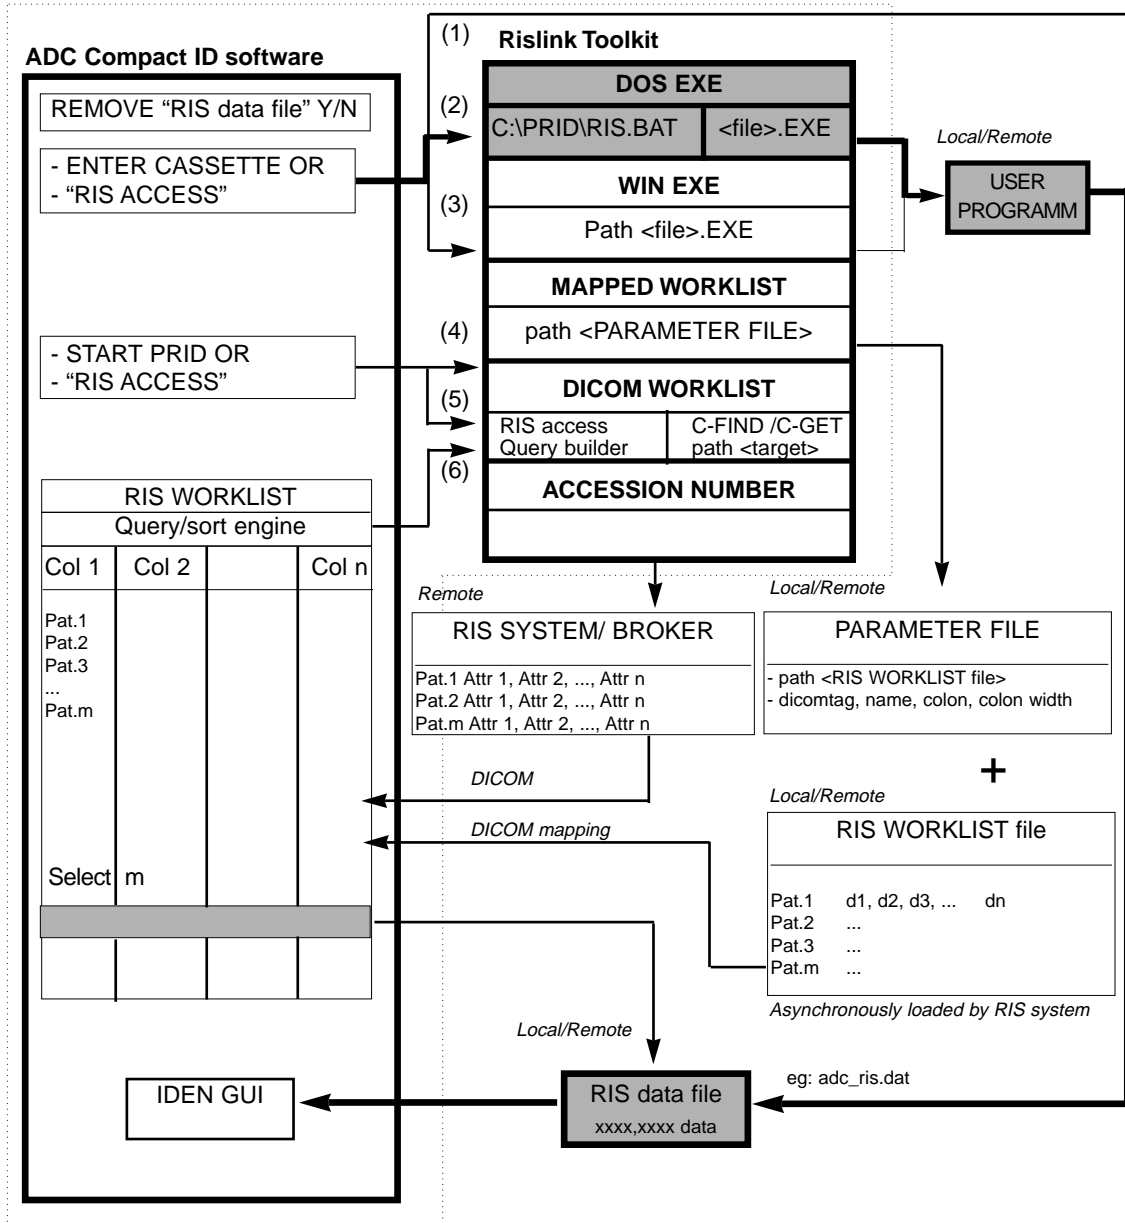 ADC Compact ID software
REMOVE “RIS data file” Y/N
- ENTER CASSETTE OR
- “RIS ACCESS”
- START PRID OR
- “RIS ACCESS”
(1)
(2)
(3)
(4)
(5)
(6)
Rislink Toolkit
DOS EXE
C:\PRID\RIS.BAT <file>.EXE
WIN EXE
Path <file>.EXE
MAPPED WORKLIST
path <PARAMETER FILE>
DICOM WORKLIST
RIS access C-FIND /C-GET
Query builder path <target>
ACCESSION NUMBER
Local/Remote
USER
PROGRAMM
RIS WORKLIST
Query/sort engine
Col 1 Col 2 Col n
Pat.1
Pat.2
Pat.3
...
Pat.m
Select m
Remote
RIS SYSTEM/ BROKER
Pat.1 Attr 1, Attr 2, ..., Attr n
Pat.2 Attr 1, Attr 2, ..., Attr n
Pat.m Attr 1, Attr 2, ..., Attr n
Local/Remote
PARAMETER FILE
- path <RIS WORKLIST file>
- dicomtag, name, colon, colon width
+
DICOM
DICOM mapping
Local/Remote
RIS WORKLIST file
Pat.1 d1, d2, d3, ... dn
Pat.2 ...
Pat.3 ...
Pat.m ...
Asynchronously loaded by RIS system
Local/Remote
IDEN GUI
RIS data file
xxxx,xxxx data
eg: adc_ris.dat